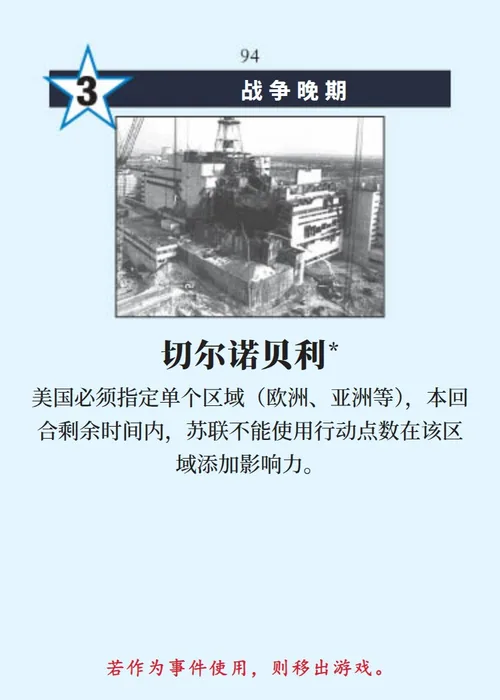 94
3
战争晚期
切尔诺贝利*
美国必须指定单个区域（欧洲、亚洲等），本回
合剩余时间内，苏联不能使用行动点数在该区
域添加影响力。
若作为事件使用，则移出游戏。